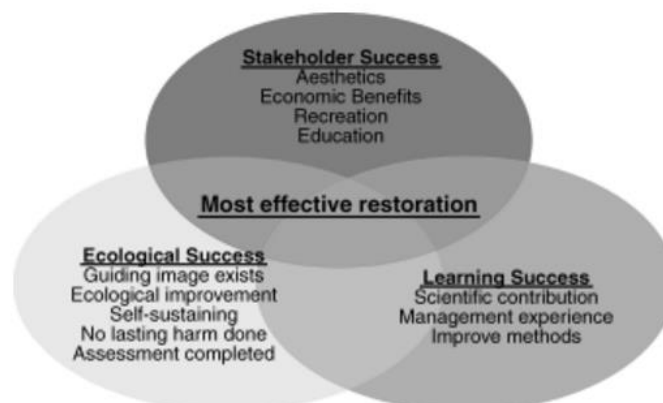 Stakeholder Success
Aesthetics
Economic Benefits
Recreation
Education
Most effective restoration
Ecological Success
Guiding image exists
Ecological improvement
Self-sustaining
No lasting harm done
Assessment completed
Learning Success
Scientific contribution
Management experience
Improve methods